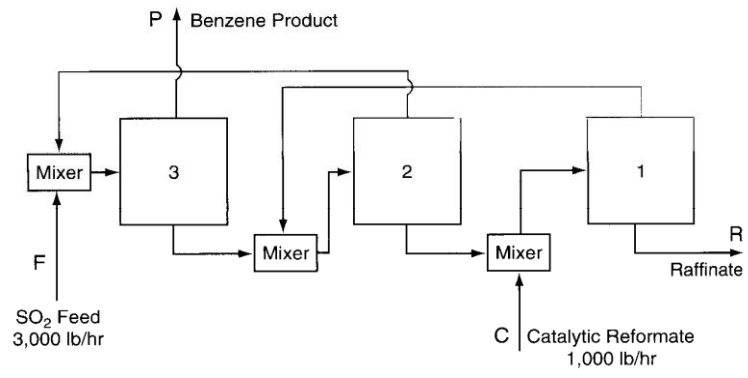 P Benzene Product
Mixer
3
2
1
Mixer
Mixer
R
Raffinate
F
SO₂ Feed
3,000 lb/hr
C Catalytic Reformate
1,000 lb/hr